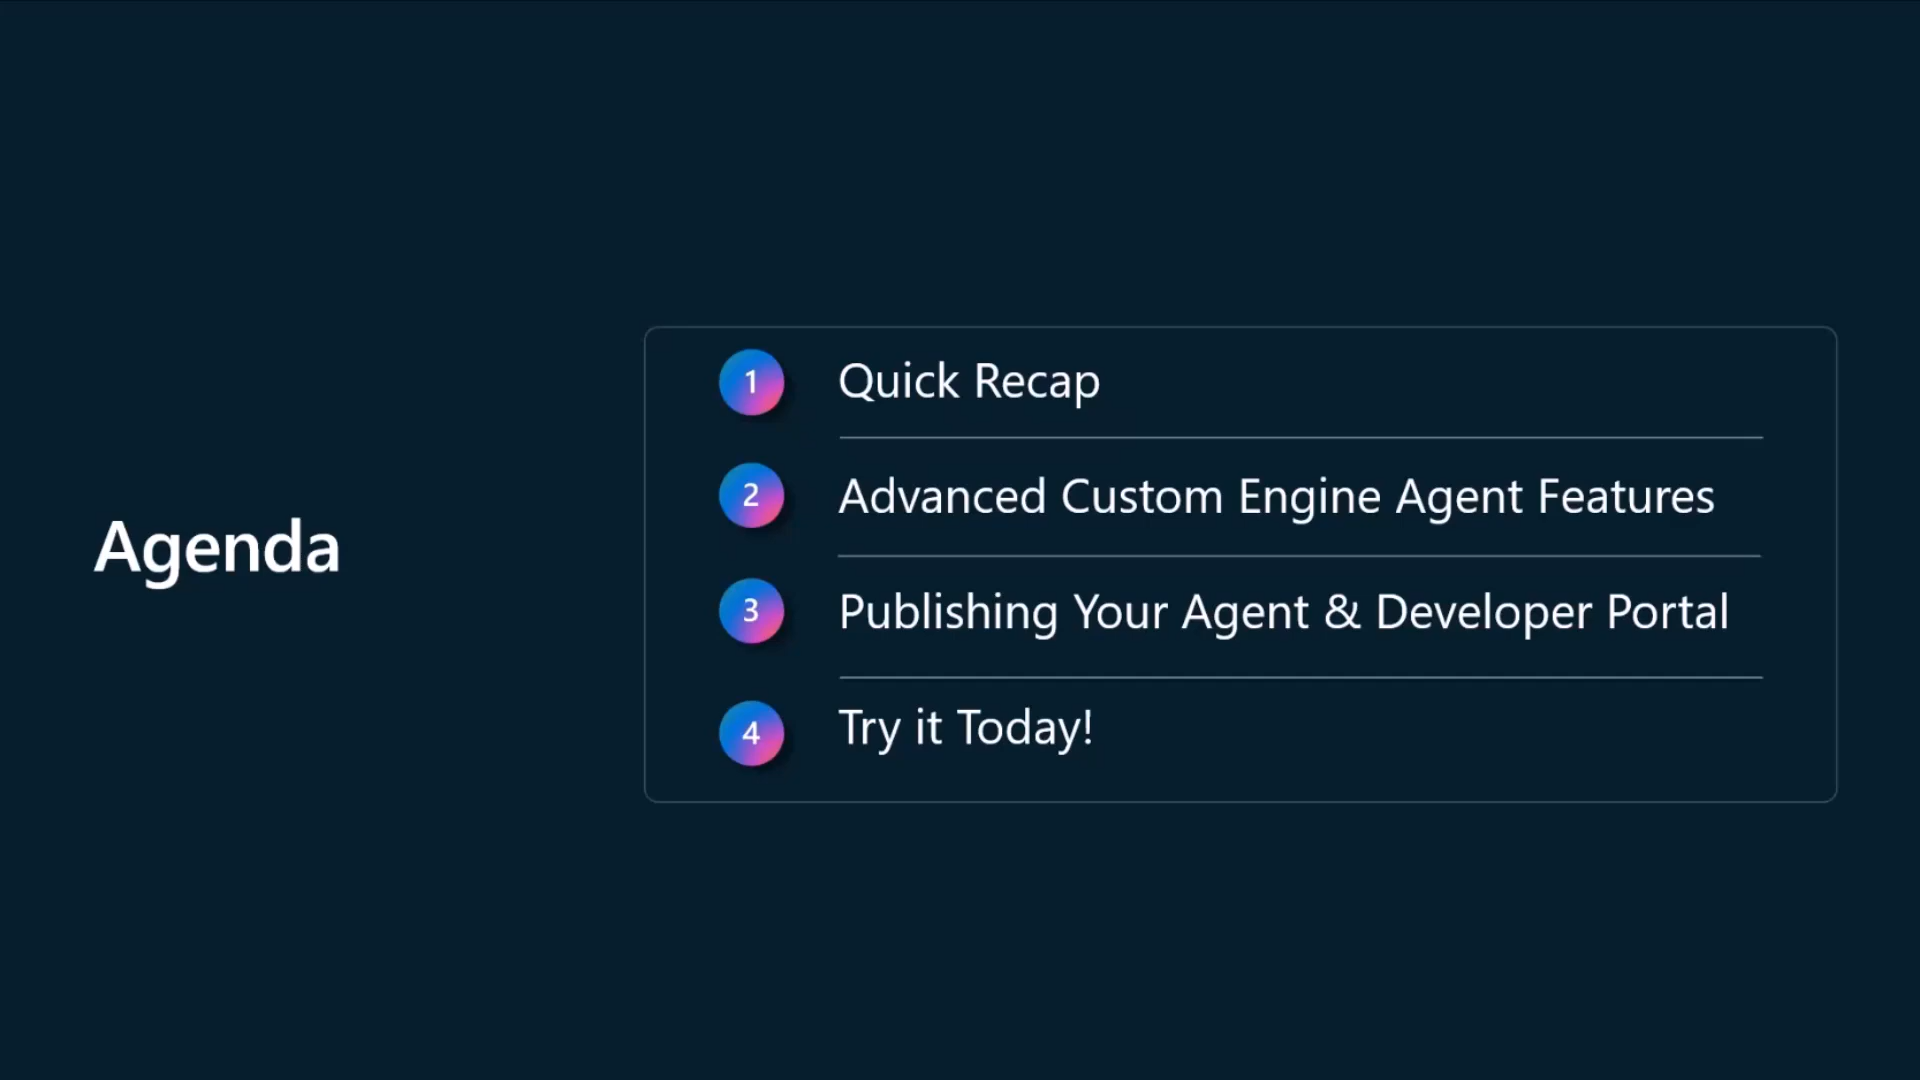 Agenda
1 Quick Recap
2 Advanced Custom Engine Agent Features
3 Publishing Your Agent & Developer Portal
4 Try it Today!